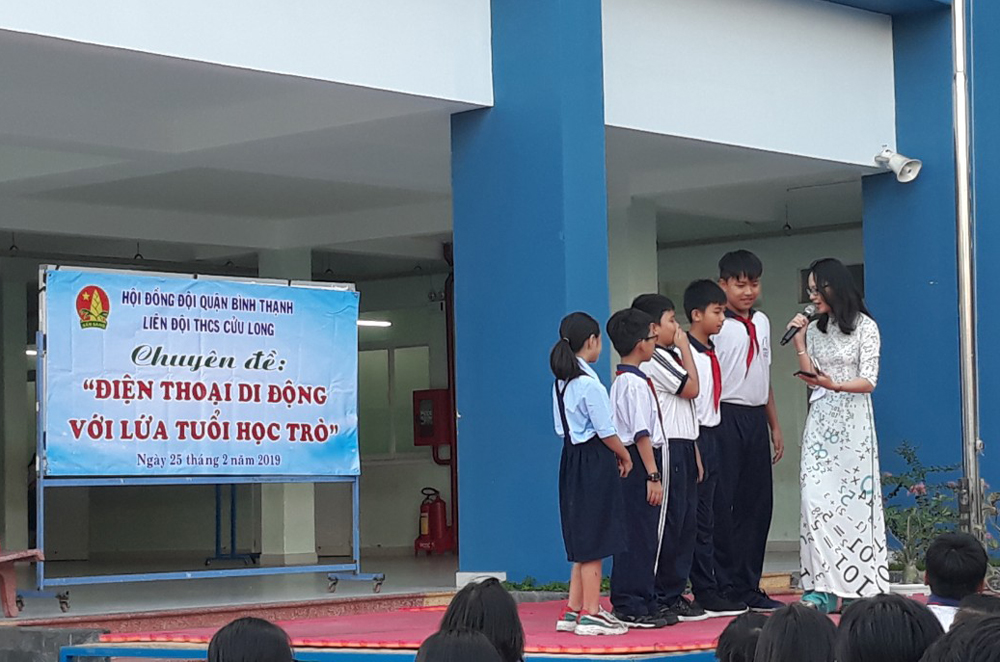 HỘI ĐỒNG ĐỘI QUẬN BÌNH THẠNH
LIÊN ĐỘI THCS CỬU LONG
Chuyên đề:
“ĐIỆN THOẠI DI ĐỘNG
VỚI LỨA TUỔI HỌC TRÒ”
Ngày 25 tháng 2 năm 2019